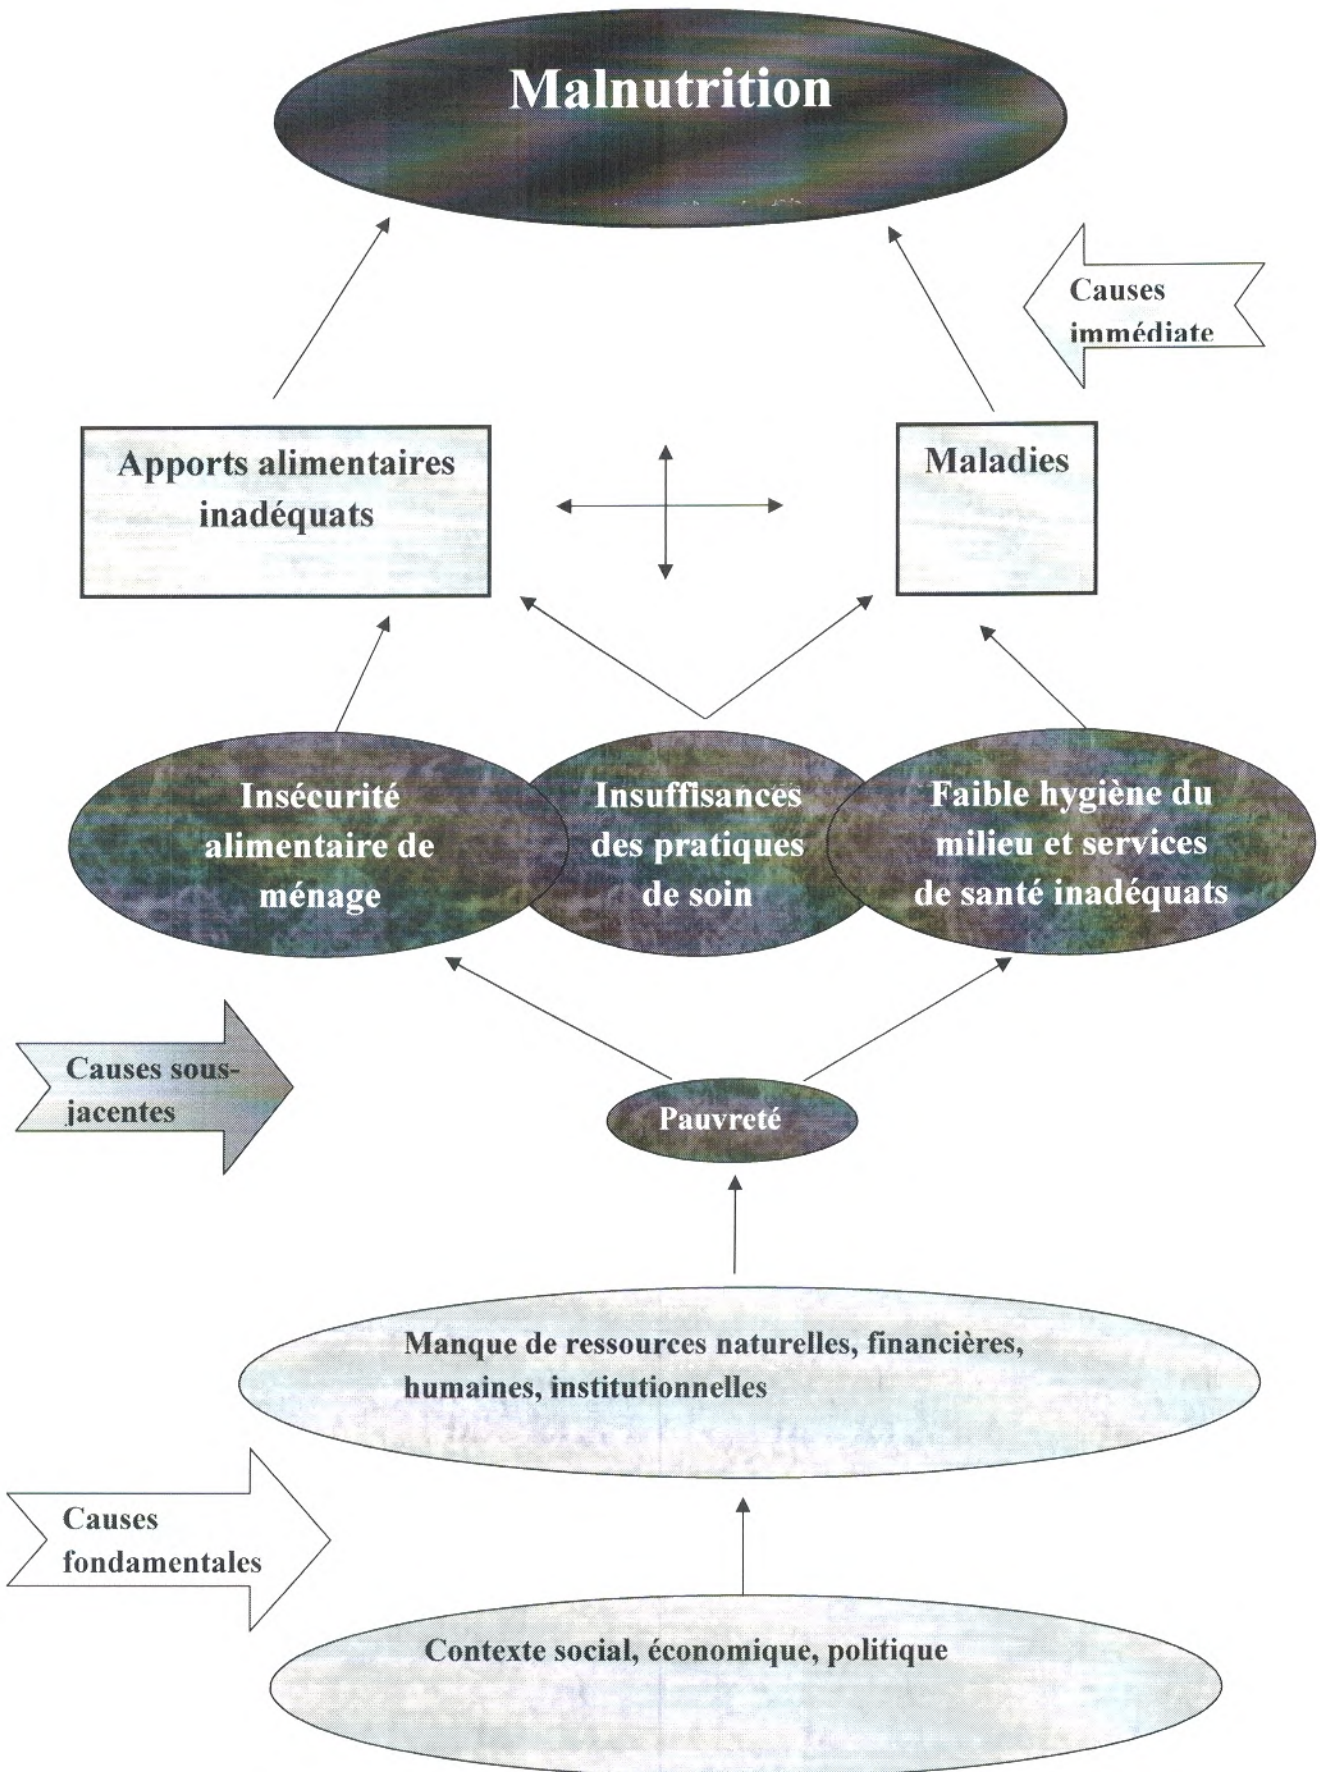 Malnutrition
Causes
immédiate
Apports alimentaires
inadéquats
Maladies
Insécurité
alimentaire de
ménage
Insuffisances
des pratiques
de soin
Faible hygiène du
milieu et services
de santé inadéquats
Causes sous-
jacentes
Pauvreté
Manque de ressources naturelles, financières,
humaines, institutionnelles
Causes
fondamentales
Contexte social, économique, politique